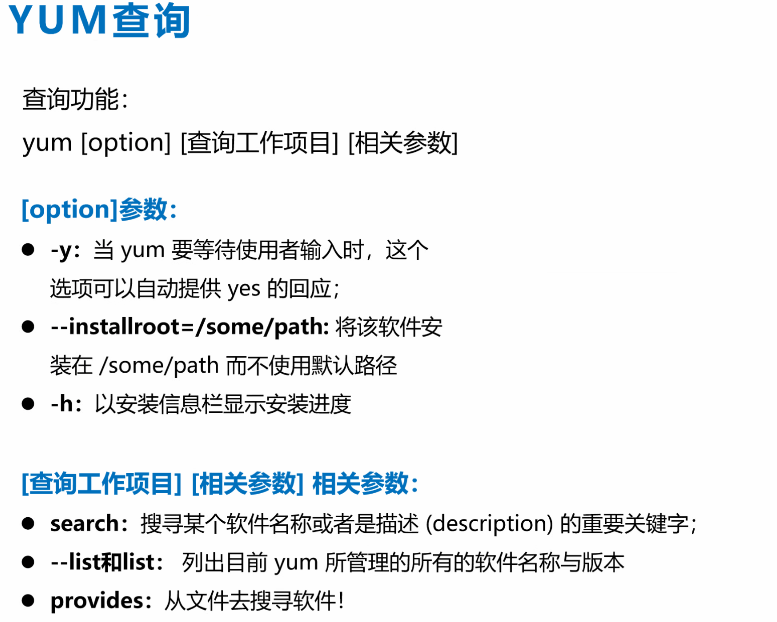 YUM查询
查询功能：
yum [option] [查询工作项目] [相关参数]
[option]参数：
● -y：当 yum 要等待使用者输入时，这个
选项可以自动提供 yes 的回应；
● --installroot=/some/path: 将该软件安
装在 /some/path 而不使用默认路径
● -h：以安装信息栏显示安装进度
[查询工作项目] [相关参数] 相关参数：
● search：搜寻某个软件名称或者是描述 (description) 的重要关键字；
● --list和list： 列出目前 yum 所管理的所有的软件名称与版本
● provides：从文件去搜寻软件！